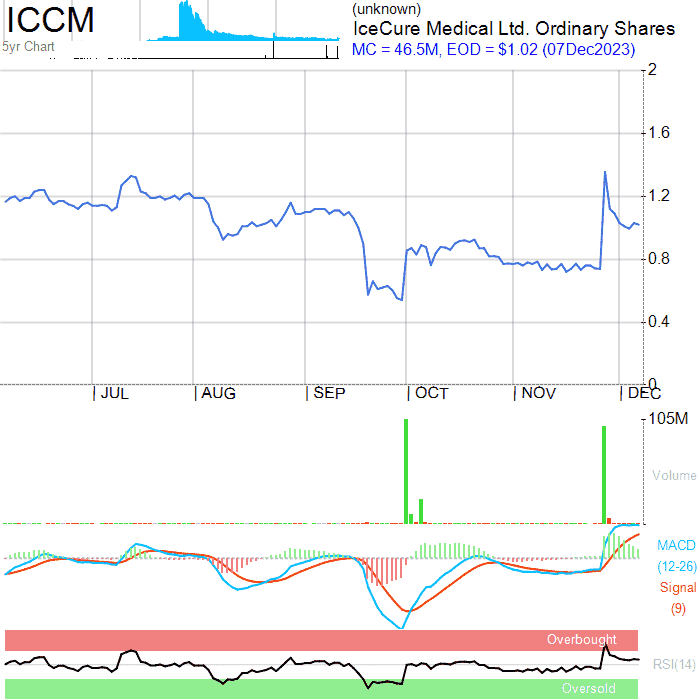 ICCM
5yr Chart
(unknown)
IceCure Medical Ltd. Ordinary Shares
MC = 46.5M, EOD = $1.02 (07Dec2023)
2
1.6
1.2
0.8
0.4
0
JUL AUG SEP OCT NOV DEC
105M
Volume
MACD
(12-26)
Signal
(9)
Overbought
RSI(14)
Oversold